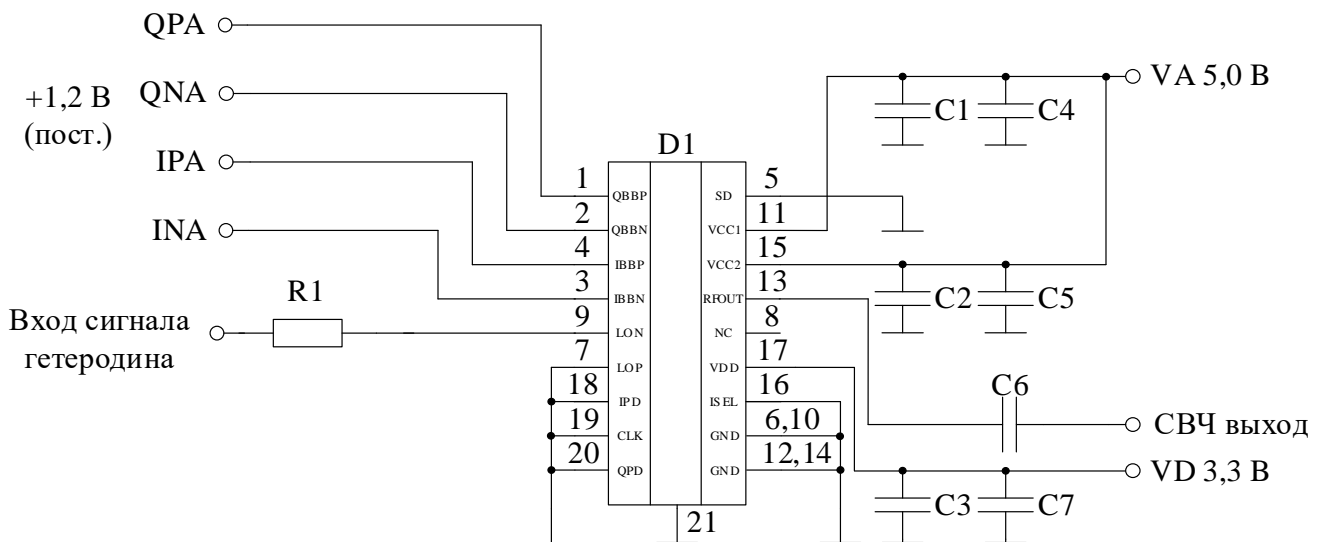 QPA
+1,2 В
(пост.)
QNA
IPA
INA
Вход сигнала
гетеродина
R1
D1
1
2
4
3
9
7
18
19
20
QBBP
QBBN
IBBP
IBBN
LON
LOP
IPD
CLK
QPD
SD
VCC1
VCC2
RFOUT
NC
VDD
ISEL
GND
GND
5
11
15
13
8
17
16
6,10
12,14
21
C1
C4
VA 5,0 В
C2
C5
C6
СВЧ выход
VD 3,3 В
C3
C7